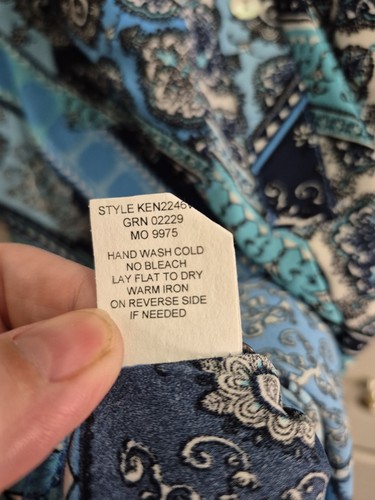 STYLE KEN2246
GRN 02229
MO 9975
HAND WASH COLD
NO BLEACH
LAY FLAT TO DRY
WARM IRON
ON REVERSE SIDE
IF NEEDED